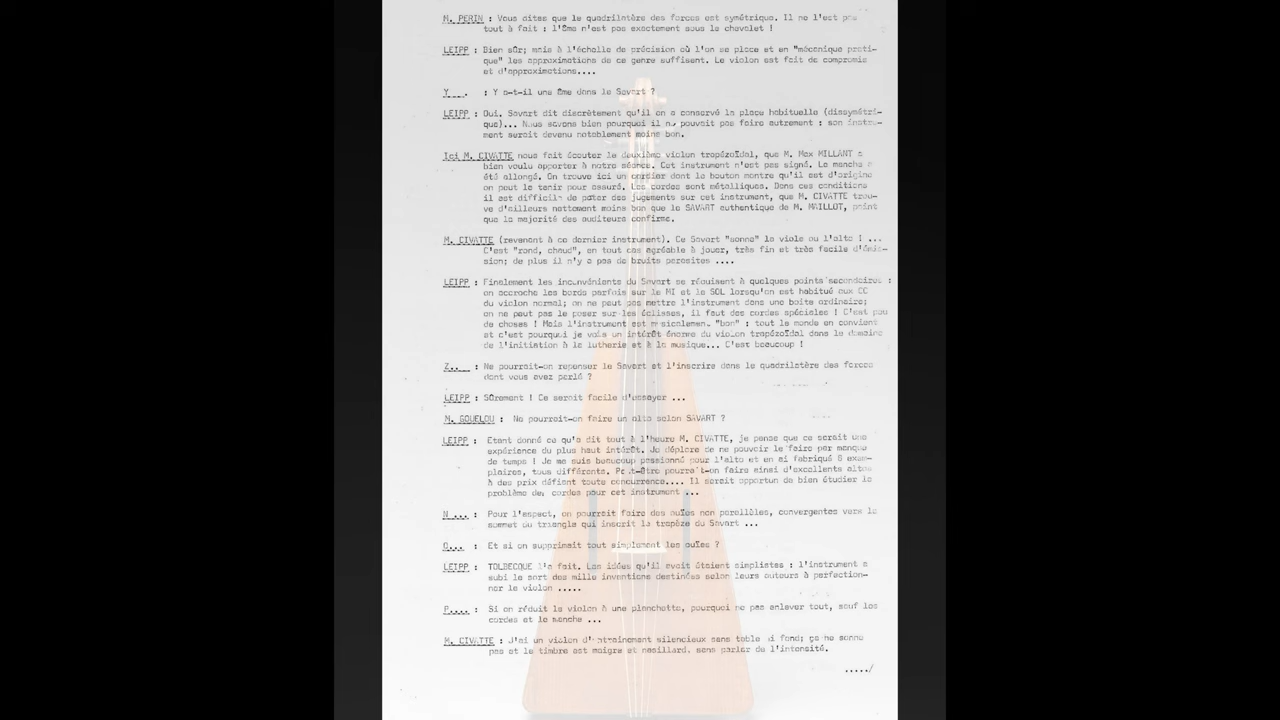 M. PERIN : Vous dites que le quadrilatère des forces est symétrique. Il ne l'est pas
tout à fait : l'âme n'est pas exactement sous le chevalet !
LEIPP : Bien sûr; mais à l'échelle de précision où l'on se place et en "mécanique prati-
que" les approximations de ce genre suffisent. Le violon est fait de compromis
et d'approximations....
Y___. : Y a-t-il une âme dans le Savart ?
LEIPP : Oui. Savart dit discrètement qu'il en a conservé la place habituelle (dissymétri-
que)... Nous savons bien pourquoi il ne pouvait pas faire autrement : son instru-
ment serait devenu notablement moins bon.
Ici M. CIVATTE nous fait écouter le deuxième violon trapézoïdal, que M. Max MILLANT a
bien voulu apporter à notre séance. Cet instrument n'est pas signé. Le manche a
été allongé. On trouve ici un cordier dont le bouton montre qu'il est d'origine
on peut le tenir pour assuré. Les cordes sont métalliques. Dans ces conditions
il est difficile de porter des jugements sur cet instrument, que M. CIVATTE trou-
ve d'ailleurs nettement moins bon que le SAVART authentique de M. MAILLOT, point
que la majorité des auditeurs confirme.
M. CIVATTE (revenant à ce dernier instrument). Ce Savart "sonne" la viole ou l'alto ! ...
C'est "rond, chaud", en tout cas agréable à jouer, très fin et très facile d'émis-
sion; de plus il n'y a pas de bruits parasites ....
LEIPP : Finalement les inconvénients du Savart se réduisent à quelques points secondaires :
on accroche les bords parfois sur le MI et le SOL lorsqu'on est habitué aux CC
du violon normal; on ne peut pas mettre l'instrument dans une boite ordinaire;
on ne peut pas le poser sur les éclisses, il faut des cordes spéciales ! C'est peu
de choses ! Mais l'instrument est musicalement "bon" : tout le monde en convient
et c'est pourquoi je vois un intérêt énorme du violon trapézoïdal dans le domaine
de l'initiation à la lutherie et à la musique... C'est beaucoup !
Z..__ : Ne pourrait-on repenser le Savart et l'inscrire dans le quadrilatère des forces
dont vous avez parlé ?
LEIPP : Sûrement ! Ce serait facile d'essayer ...
M. GOUELOU : Ne pourrait-on faire un alto selon SAVART ?
LEIPP : Etant donné ce qu'a dit tout à l'heure M. CIVATTE, je pense que ce serait une
expérience du plus haut intérêt. Je déplore de ne pouvoir le faire par manque
de temps ! Je me suis beaucoup passionné pour l'alto et en ai fabriqué 8 exem-
plaires, tous différents. Peut-être pourrait-on faire ainsi d'excellents altos
à des prix défiant toute concurrence.... Il serait opportun de bien étudier le
problème des cordes pour cet instrument ...
N ... : Pour l'aspect, on pourrait faire des ouïes non parallèles, convergentes vers le
sommet du triangle qui inscrit le trapèze du Savart ...
O... : Et si on supprimait tout simplement les ouïes ?
LEIPP : TOLBECQUE l'a fait. Les idées qu'il avait étaient simplistes : l'instrument a
subi le sort des mille inventions destinées selon leurs auteurs à perfection-
ner le violon .....
P.... : Si on réduit le violon à une planchette, pourquoi ne pas enlever tout, sauf les
cordes et le manche ...
M. CIVATTE : J'ai un violon d'entrainement silencieux sans table ni fond; ça ne sonne
pas et le timbre est maigre et nasillard, sans parler de l'intensité.
...../